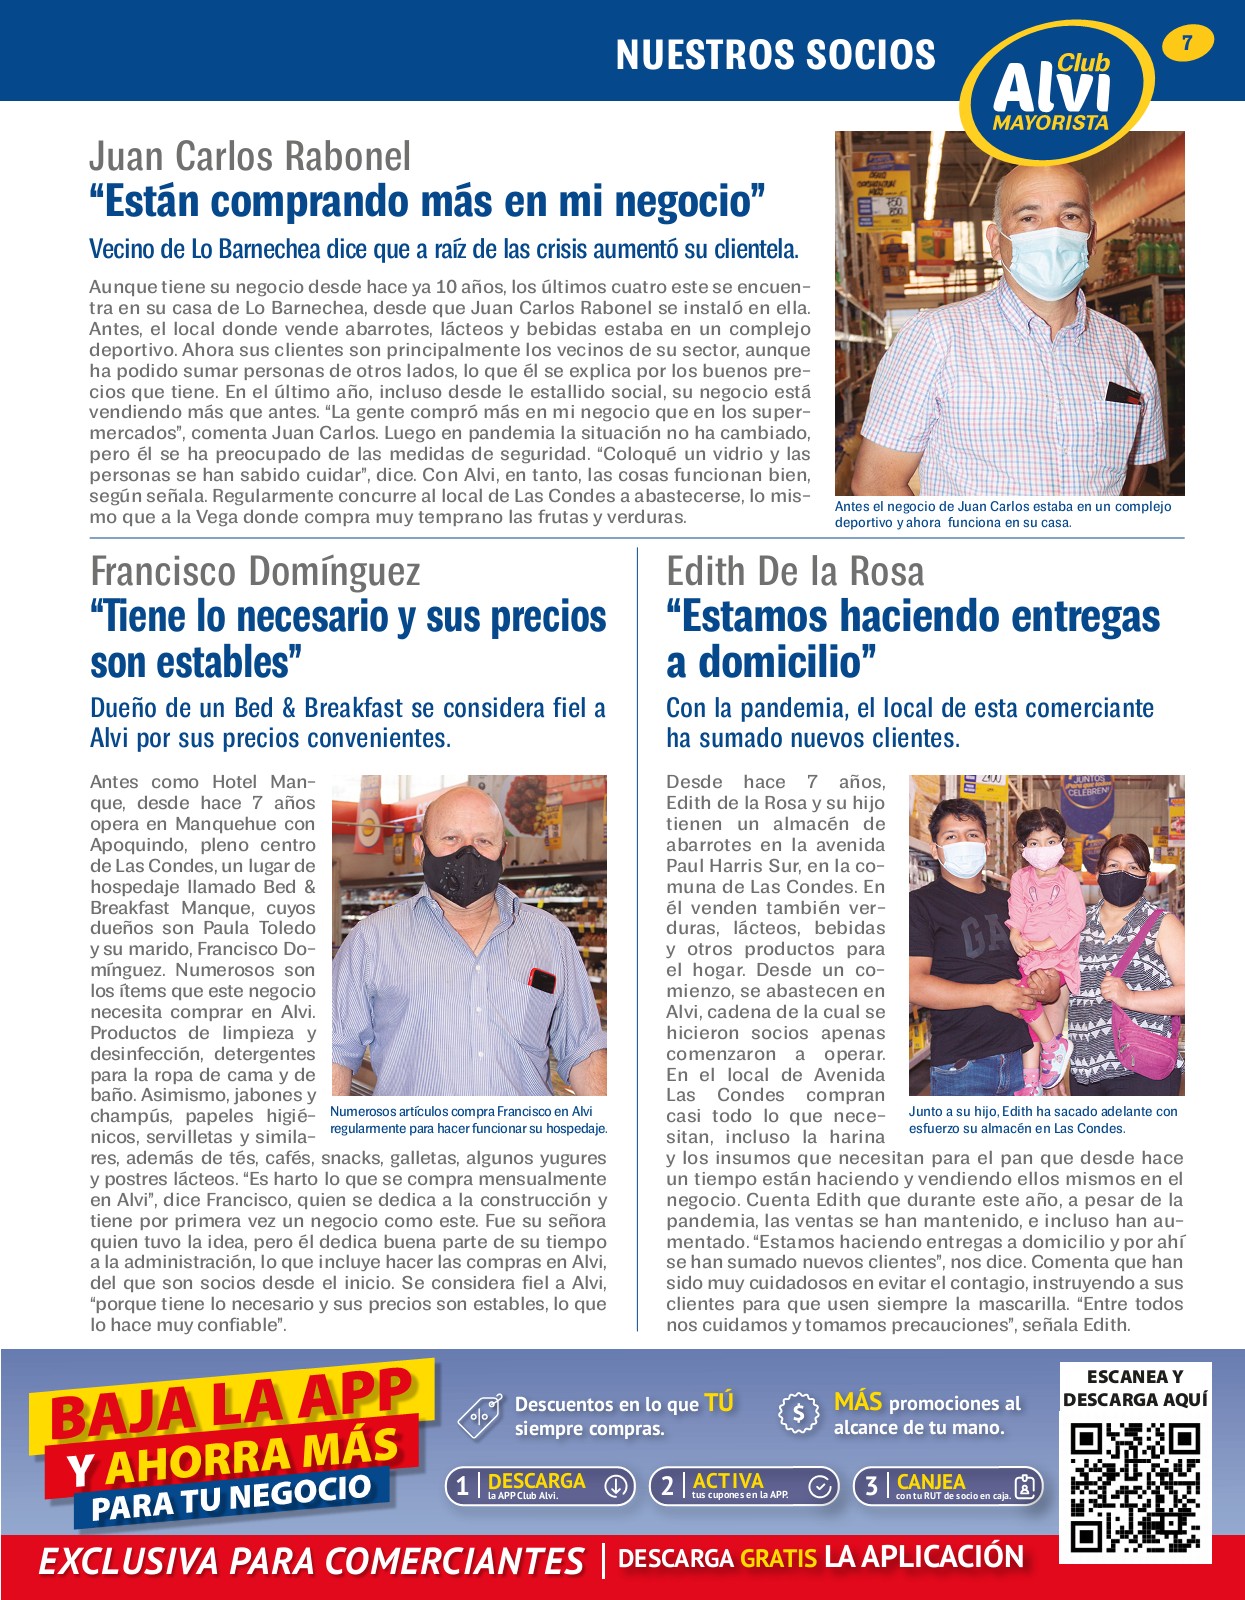 NUESTROS SOCIOS
Club
Alvi
MAYORISTA
7
Juan Carlos Rabonel
“Están comprando más en mi negocio”
Vecino de Lo Barnechea dice que a raíz de las crisis aumentó su clientela.
Aunque tiene su negocio desde hace ya 10 años, los últimos cuatro este se encuen-
tra en su casa de Lo Barnechea, desde que Juan Carlos Rabonel se instaló en ella.
Antes, el local donde vende abarrotes, lácteos y bebidas estaba en un complejo
deportivo. Ahora sus clientes son principalmente los vecinos de su sector, aunque
ha podido sumar personas de otros lados, lo que él se explica por los buenos pre-
cios que tiene. En el último año, incluso desde le estallido social, su negocio está
vendiendo más que antes. “La gente compró más en mi negocio que en los super-
mercados”, comenta Juan Carlos. Luego en pandemia la situación no ha cambiado,
pero él se ha preocupado de las medidas de seguridad. “Coloqué un vidrio y las
personas se han sabido cuidar”, dice. Con Alvi, en tanto, las cosas funcionan bien,
según señala. Regularmente concurre al local de Las Condes a abastecerse, lo mis-
mo que a la Vega donde compra muy temprano las frutas y verduras.
Antes el negocio de Juan Carlos estaba en un complejo
deportivo y ahora funciona en su casa.
Francisco Domínguez
“Tiene lo necesario y sus precios
son estables”
Dueño de un Bed & Breakfast se considera fiel a
Alvi por sus precios convenientes.
Antes como Hotel Man-
que, desde hace 7 años
opera en Manquehue con
Apoquindo, pleno centro
de Las Condes, un lugar de
hospedaje llamado Bed &
Breakfast Manque, cuyos
dueños son Paula Toledo
y su marido, Francisco Do-
mínguez. Numerosos son
los ítems que este negocio
necesita comprar en Alvi.
Productos de limpieza y
desinfección, detergentes
para la ropa de cama y de
baño. Asimismo, jabones y
champús, papeles higié-
nicos, servilletas y simila-
res, además de tés, cafés, snacks, galletas, algunos yugures
y postres lácteos. “Es harto lo que se compra mensualmente
en Alvi”, dice Francisco, quien se dedica a la construcción y
tiene por primera vez un negocio como este. Fue su señora
quien tuvo la idea, pero él dedica buena parte de su tiempo
a la administración, lo que incluye hacer las compras en Alvi,
del que son socios desde el inicio. Se considera fiel a Alvi,
“porque tiene lo necesario y sus precios son estables, lo que
lo hace muy confiable”.
Numerosos artículos compra Francisco en Alvi
regularmente para hacer funcionar su hospedaje.
Edith De la Rosa
“Estamos haciendo entregas
a domicilio”
Con la pandemia, el local de esta comerciante
ha sumado nuevos clientes.
Desde hace 7 años,
Edith de la Rosa y su hijo
tienen un almacén de
abarrotes en la avenida
Paul Harris Sur, en la co-
muna de Las Condes. En
él venden también ver-
duras, lácteos, bebidas
y otros productos para
el hogar. Desde un co-
mienzo, se abastecen en
Alvi, cadena de la cual se
hicieron socios apenas
comenzaron a operar.
En el local de Avenida
Las Condes compran
casi todo lo que nece-
sitan, incluso la harina
y los insumos que necesitan para el pan que desde hace
un tiempo están haciendo y vendiendo ellos mismos en el
negocio. Cuenta Edith que durante este año, a pesar de la
pandemia, las ventas se han mantenido, e incluso han au-
mentado. “Estamos haciendo entregas a domicilio y por ahí
se han sumado nuevos clientes”, nos dice. Comenta que han
sido muy cuidadosos en evitar el contagio, instruyendo a sus
clientes para que usen siempre la mascarilla. “Entre todos
nos cuidamos y tomamos precauciones”, señala Edith.
Junto a su hijo, Edith ha sacado adelante con
esfuerzo su almacén en Las Condes.
BAJA LA APP
Y AHORRA MÁS
PARA TU NEGOCIO
Descuentos en lo que TÚ
siempre compras.
MÁS promociones al
alcance de tu mano.
1 DESCARGA
la APP Club Alvi.
2 ACTIVA
tus cupones en la APP.
3 CANJEA
con tu RUT de socio en caja.
ESCANEA Y
DESCARGA AQUÍ
EXCLUSIVA PARA COMERCIANTES | DESCARGA GRATIS LA APLICACIÓN